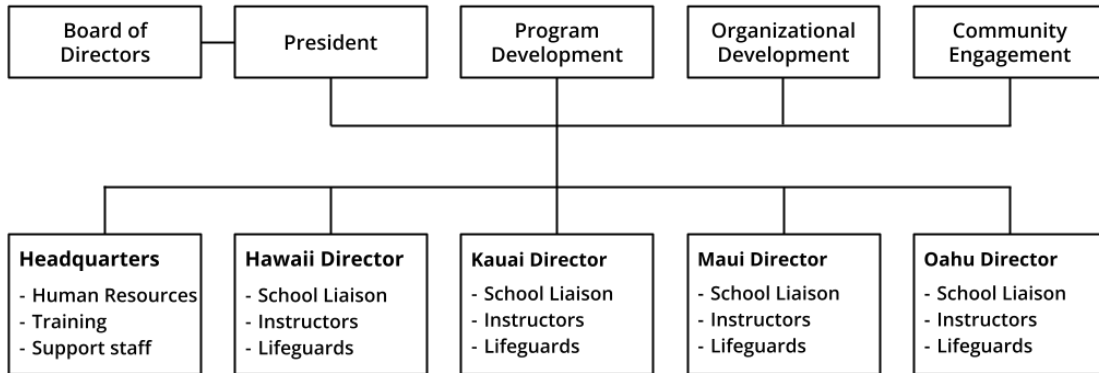 Board of
Directors
President
Program
Development
Organizational
Development
Community
Engagement
Headquarters
- Human Resources
- Training
- Support staff
Hawaii Director
- School Liaison
- Instructors
- Lifeguards
Kauai Director
- School Liaison
- Instructors
- Lifeguards
Maui Director
- School Liaison
- Instructors
- Lifeguards
Oahu Director
- School Liaison
- Instructors
- Lifeguards